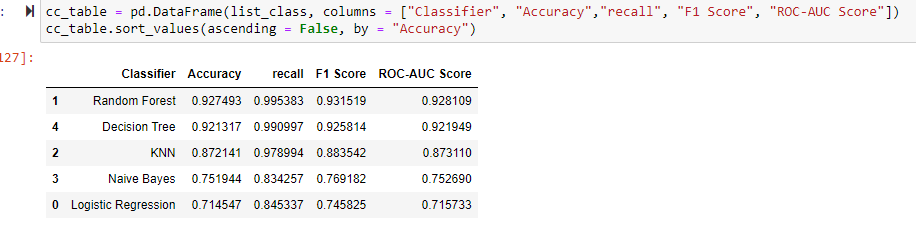 : cc_table = pd.DataFrame(list_class, columns = ["Classifier", "Accuracy","recall", "F1 Score", "ROC-AUC Score"])
cc_table.sort_values(ascending = False, by = "Accuracy")
127]:
Classifier Accuracy recall F1 Score ROC-AUC Score
1 Random Forest 0.927493 0.995383 0.931519 0.928109
4 Decision Tree 0.921317 0.990997 0.925814 0.921949
2 KNN 0.872141 0.978994 0.883542 0.873110
3 Naive Bayes 0.751944 0.834257 0.769182 0.752690
0 Logistic Regression 0.714547 0.845337 0.745825 0.715733